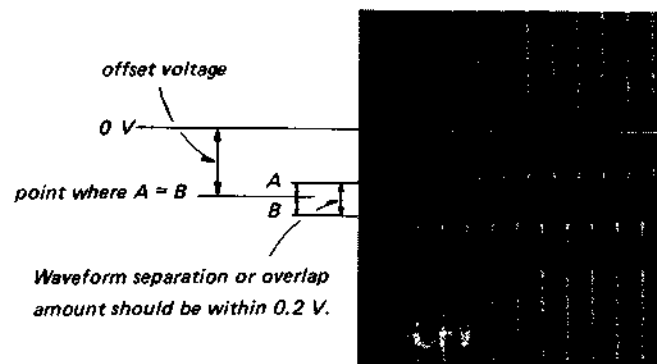 offset voltage
0 V
point where A ≃ B
A
B
Waveform separation or overlap
amount should be within 0.2 V.